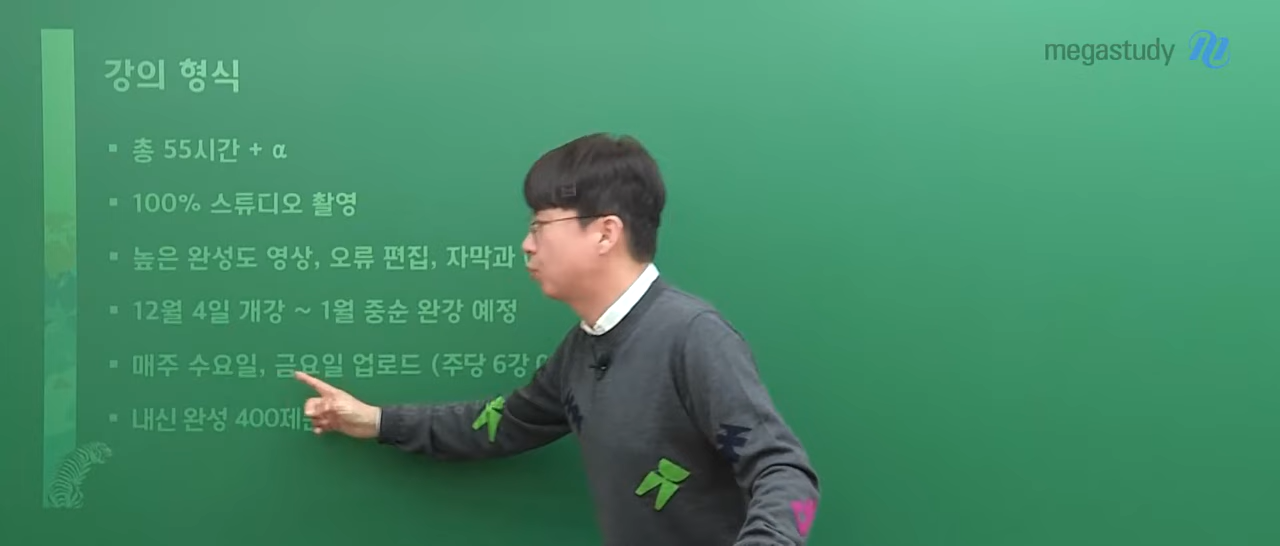 megastudy
강의 형식
총 55시간 + α
100% 스튜디오 촬영
높은 완성도 영상, 오류 편집, 자막과
12월 4일 개강 ~ 1월 중순 완강 예정
매주 수요일, 금요일 업로드 (주당 6강
내신 완성 400제